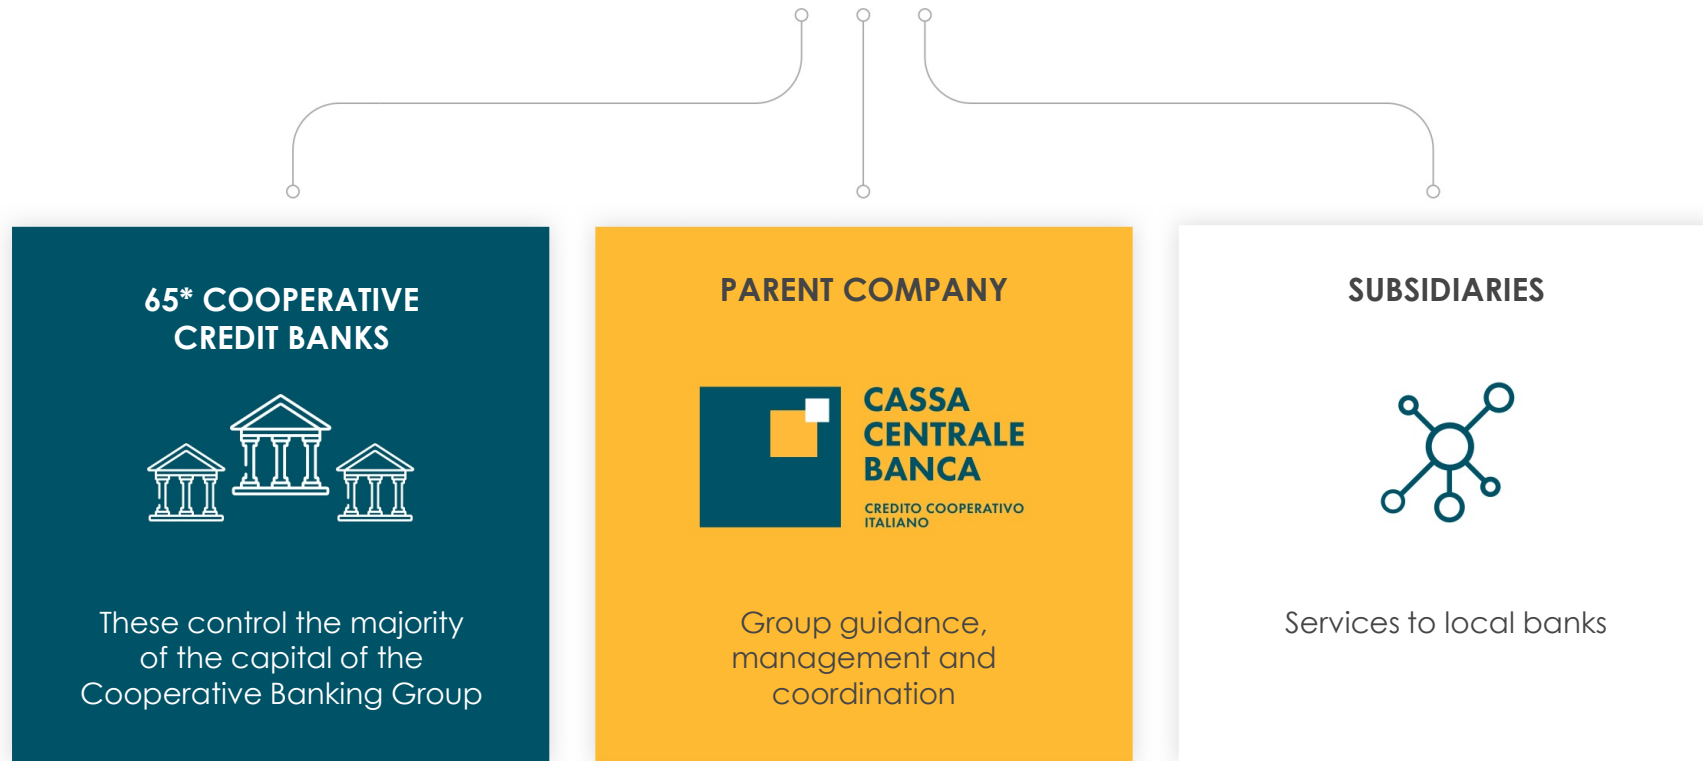 65* COOPERATIVE
CREDIT BANKS
These control the majority
of the capital of the
Cooperative Banking Group
PARENT COMPANY
CASSA
CENTRALE
BANCA
CREDITO COOPERATIVO
ITALIANO
Group guidance,
management and
coordination
SUBSIDIARIES
Services to local banks